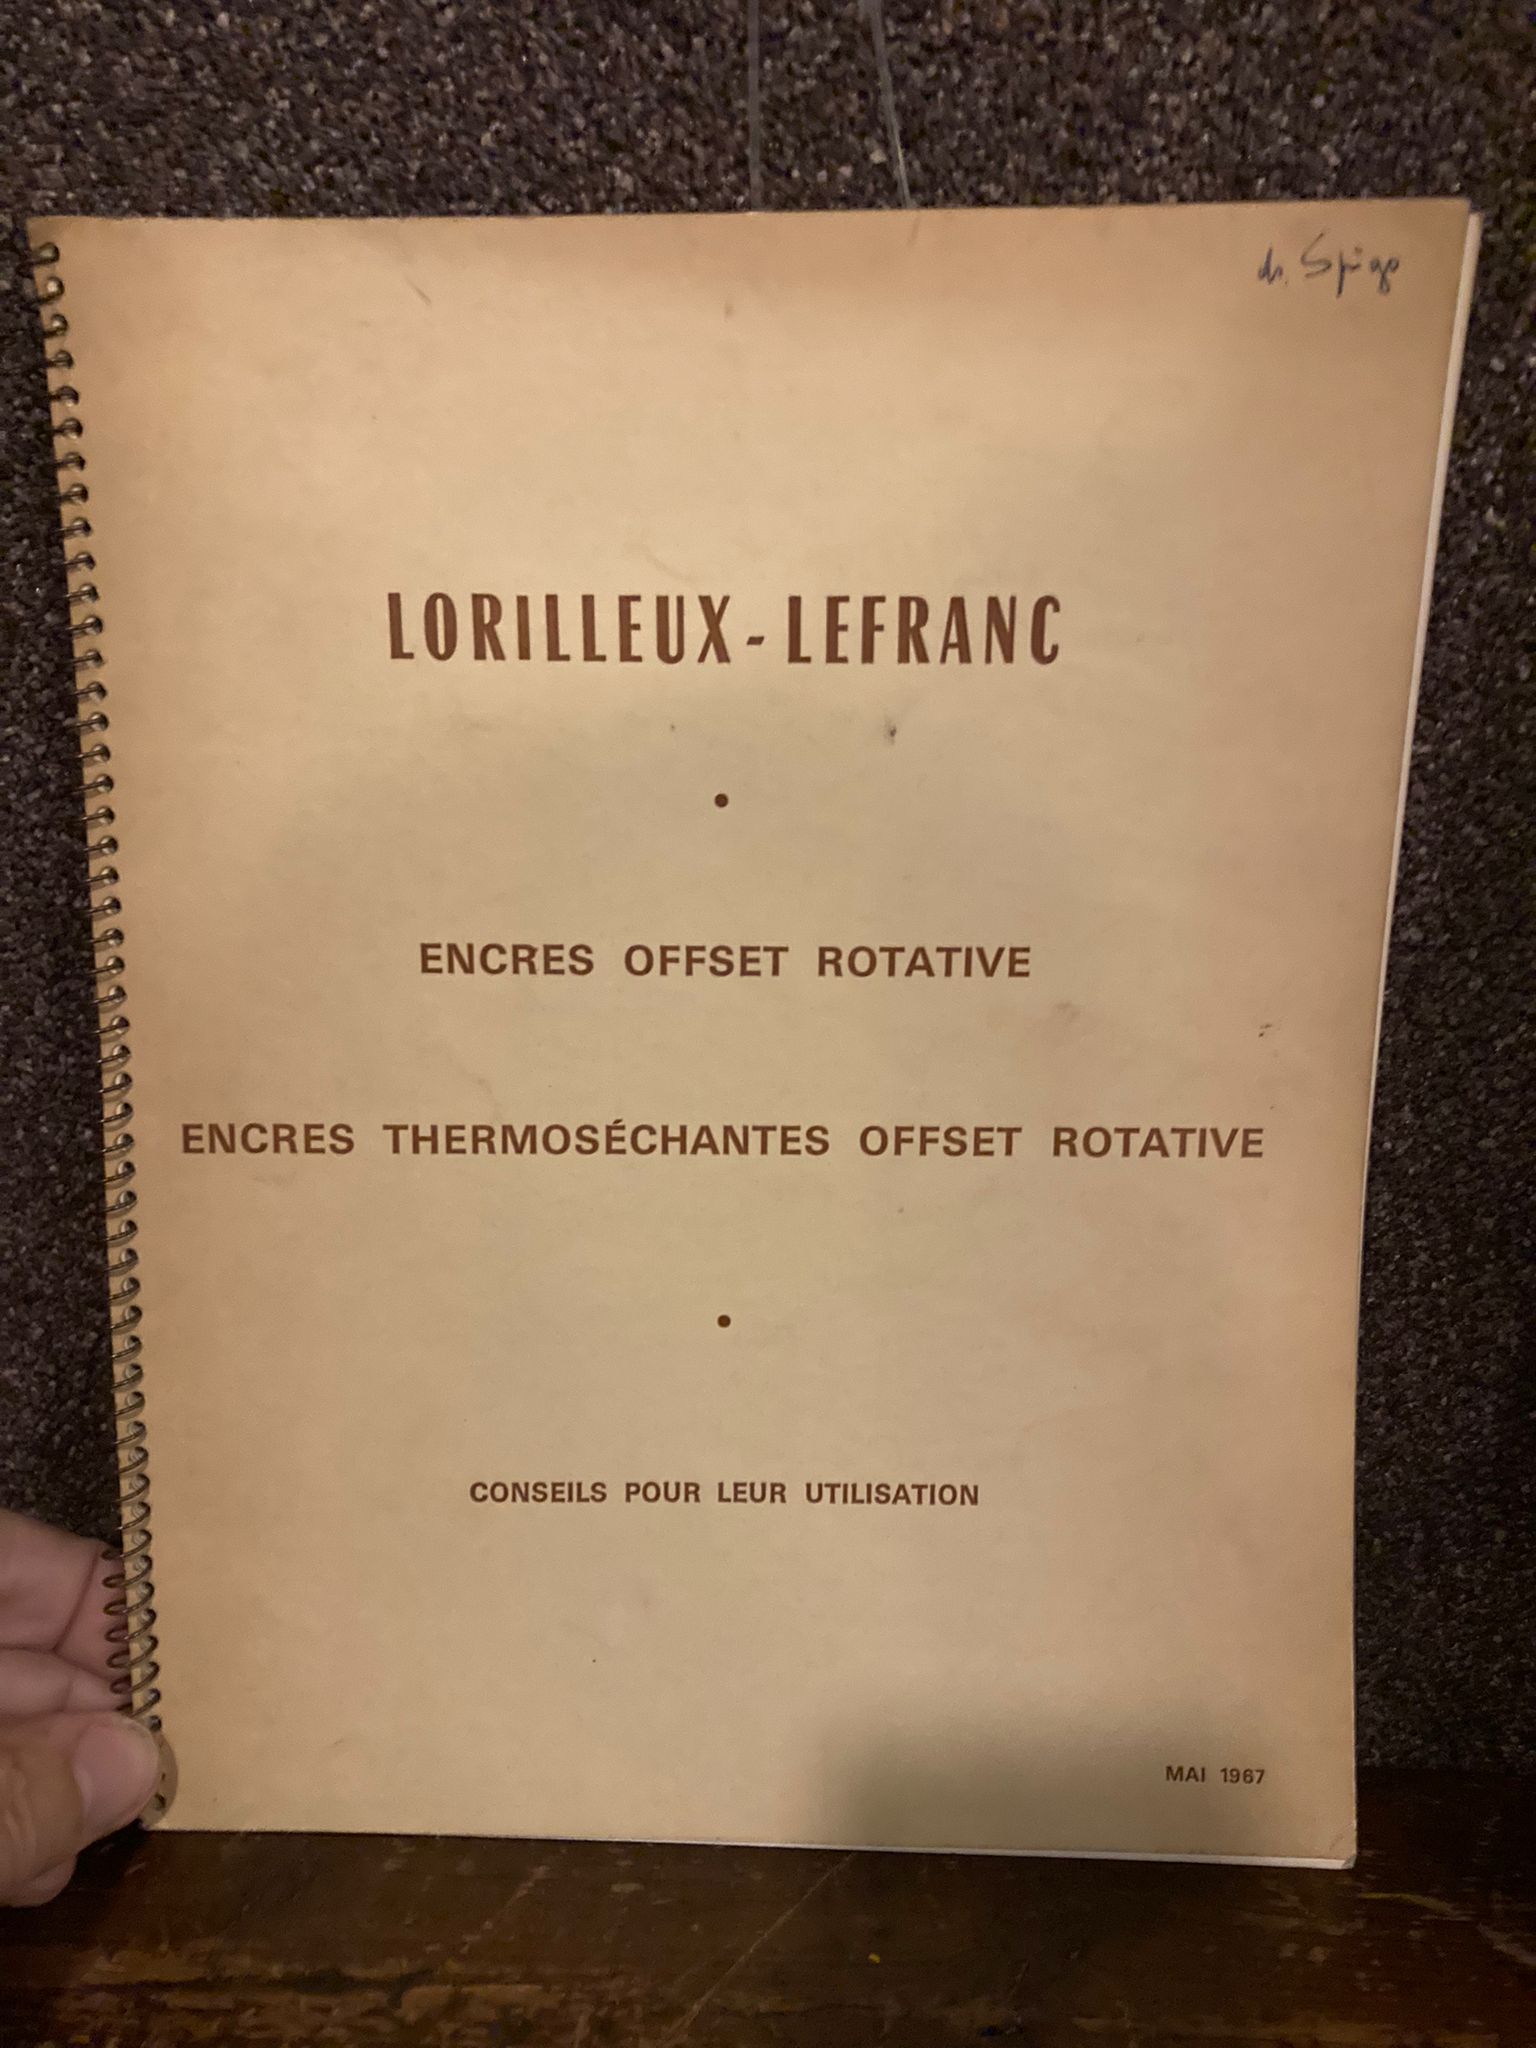 LORILLEUX - LEFRANC
•
ENCRES OFFSET ROTATIVE
ENCRES THERMOSÉCHANTES OFFSET ROTATIVE
•
CONSEILS POUR LEUR UTILISATION
MAI 1967